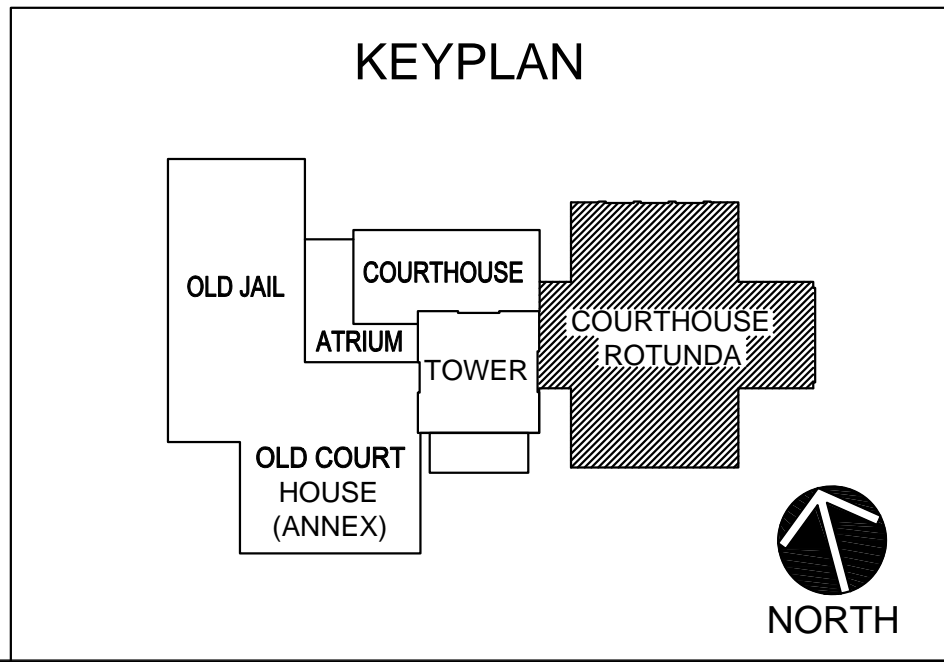 KEYPLAN
OLD JAIL
COURTHOUSE
ATRIUM
TOWER
COURTHOUSE
ROTUNDA
OLD COURT
HOUSE
(ANNEX)
NORTH